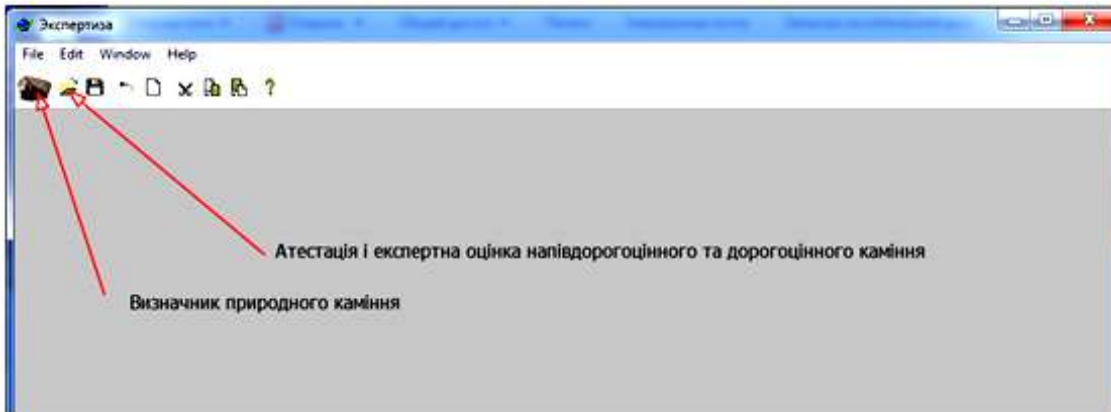 Экспертиза
File Edit Window Help
?
Атестація і експертна оцінка напівдорогоцінного та дорогоцінного каміння
Визначник природного каміння